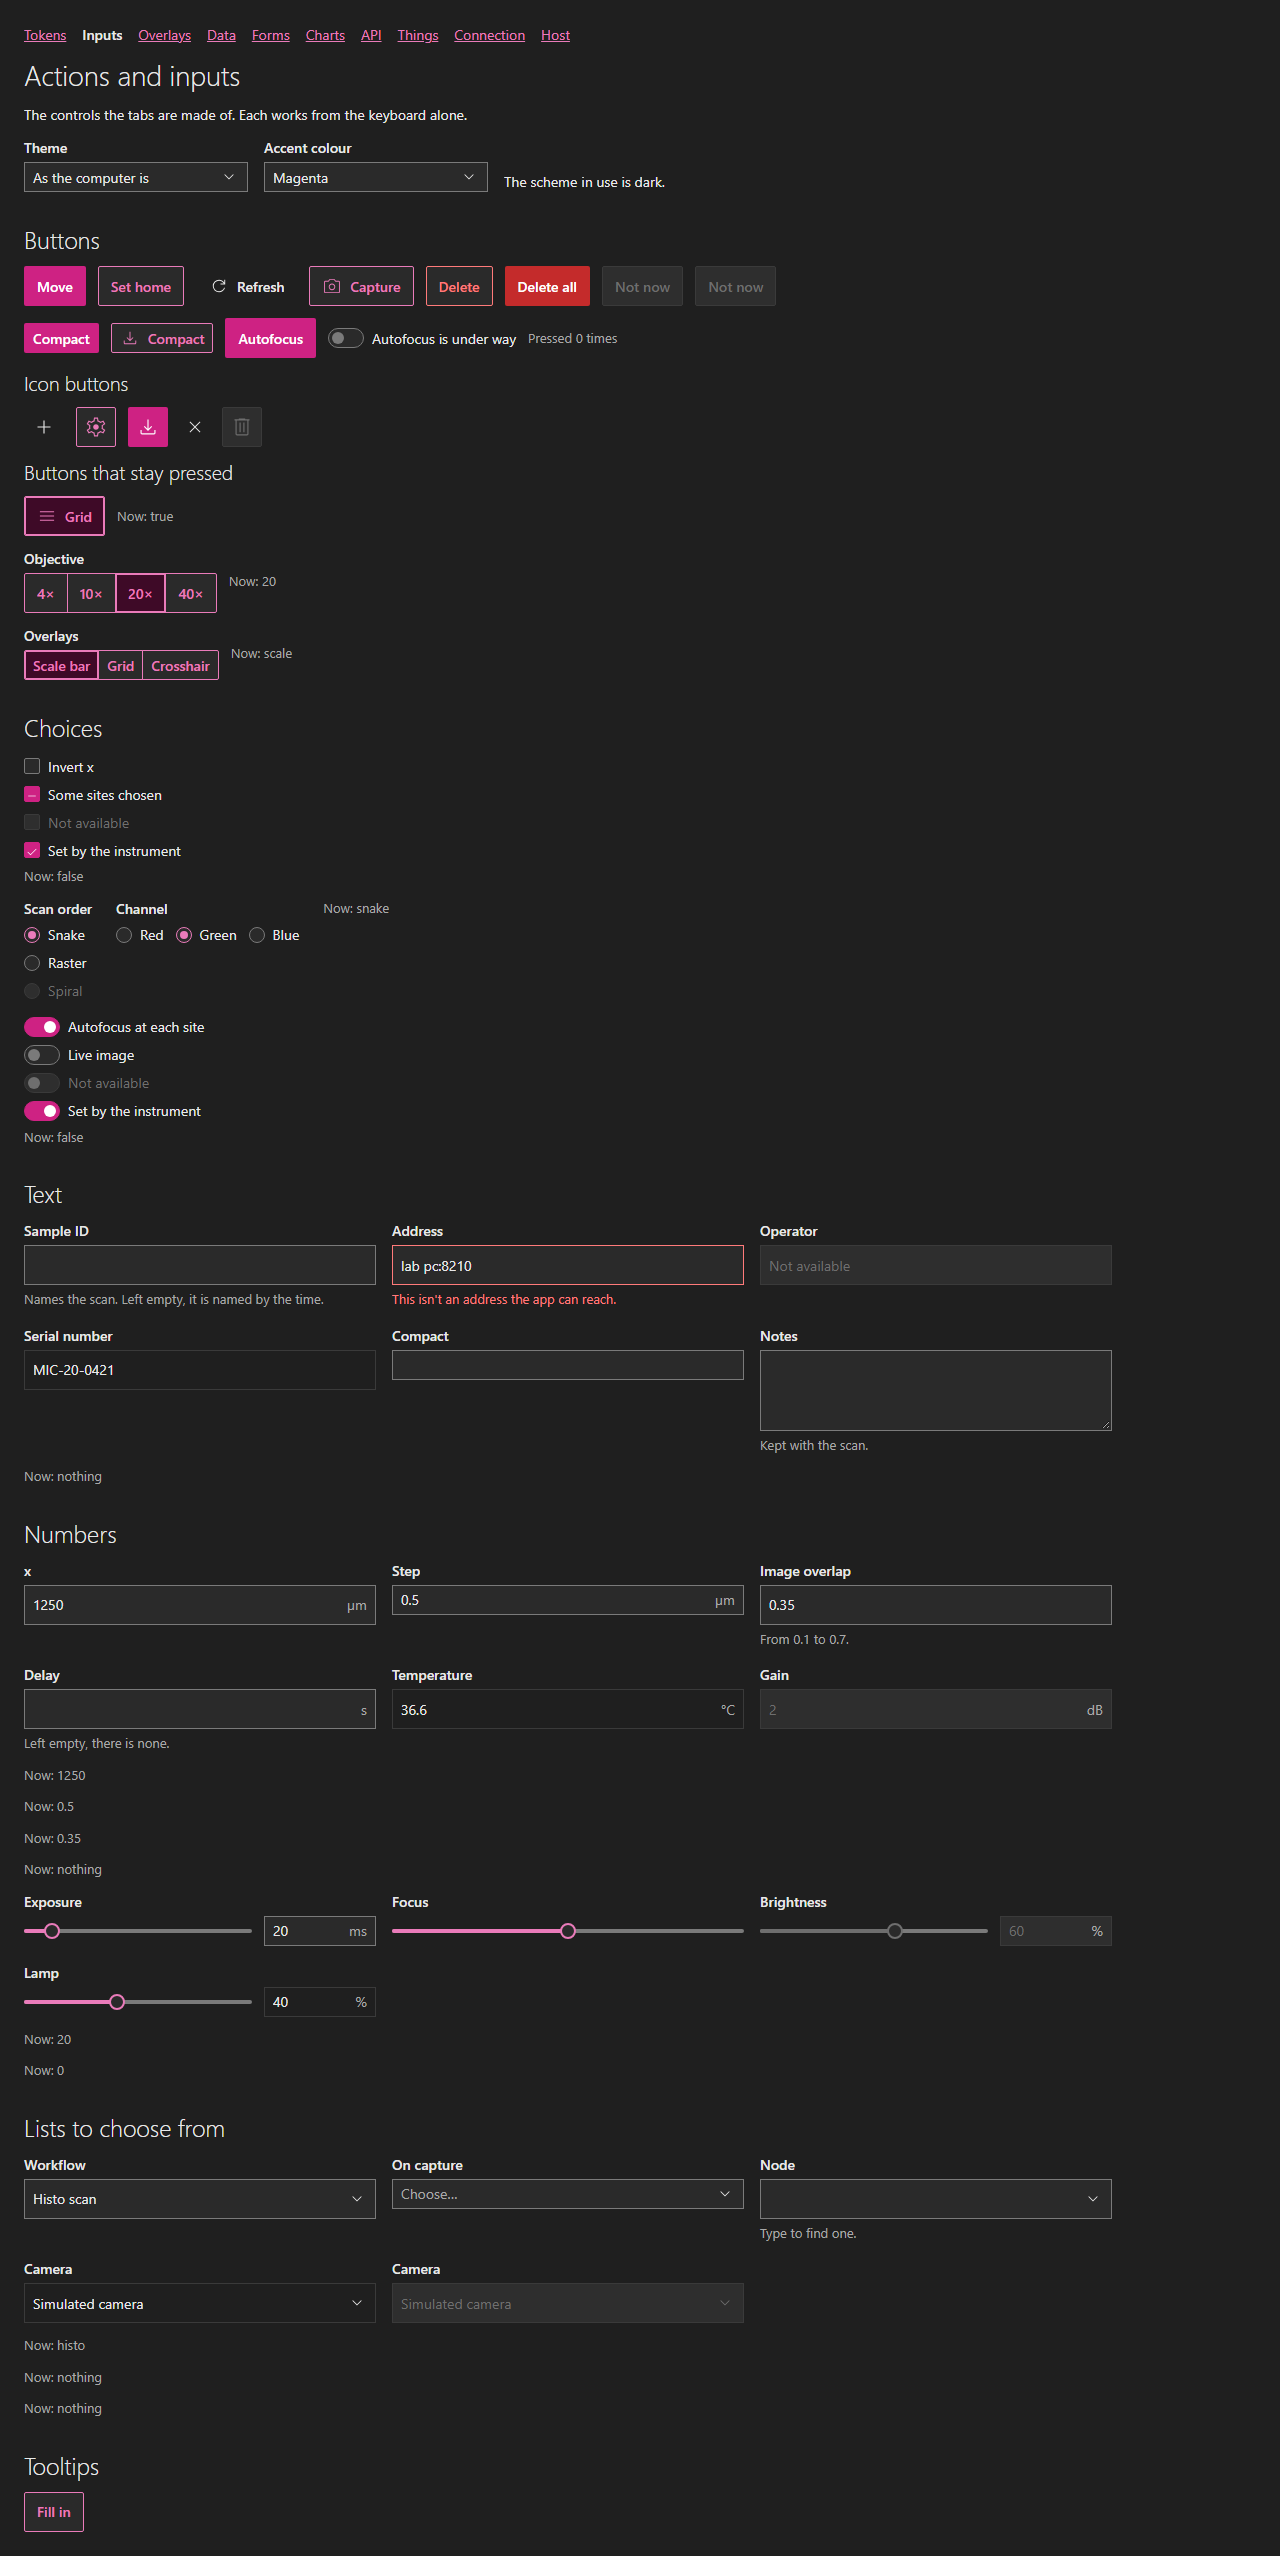 Tokens Inputs Overlays Data Forms Charts API Things Connection Host
Actions and inputs
The controls the tabs are made of. Each works from the keyboard alone.
Theme Accent colour
As the computer is Magenta The scheme in use is dark.
Buttons
Move Set home Refresh Capture Delete Delete all Not now Not now
Compact Compact Autofocus Autofocus is under way Pressed 0 times
Icon buttons
Buttons that stay pressed
Grid Now: true
Objective
4× 10× 20× 40× Now: 20
Overlays
Scale bar Grid Crosshair Now: scale
Choices
Invert x
Some sites chosen
Not available
Set by the instrument
Now: false
Scan order Channel Now: snake
Snake Red Green Blue
Raster
Spiral
Autofocus at each site
Live image
Not available
Set by the instrument
Now: false
Text
Sample ID Address Operator
lab pc:8210 Not available
Names the scan. Left empty, it is named by the time. This isn't an address the app can reach.
Serial number Compact Notes
MIC-20-0421
Kept with the scan.
Now: nothing
Numbers
x Step Image overlap
1250 µm 0.5 µm 0.35
From 0.1 to 0.7.
Delay Temperature Gain
s 36.6 °C 2 dB
Left empty, there is none.
Now: 1250
Now: 0.5
Now: 0.35
Now: nothing
Exposure Focus Brightness
20 ms 60 %
Lamp
40 %
Now: 20
Now: 0
Lists to choose from
Workflow On capture Node
Histo scan Choose...
Type to find one.
Camera Camera
Simulated camera Simulated camera
Now: histo
Now: nothing
Now: nothing
Tooltips
Fill in